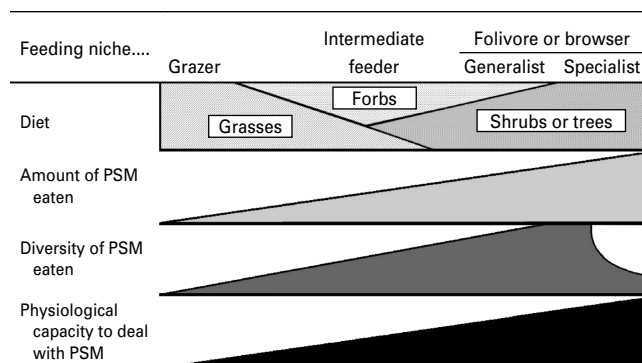 Feeding niche....
Grazer
Intermediate
feeder
Folivore or browser
Generalist Specialist
Diet
Grasses
Forbs
Shrubs or trees
Amount of PSM
eaten
Diversity of PSM
eaten
Physiological
capacity to deal
with PSM